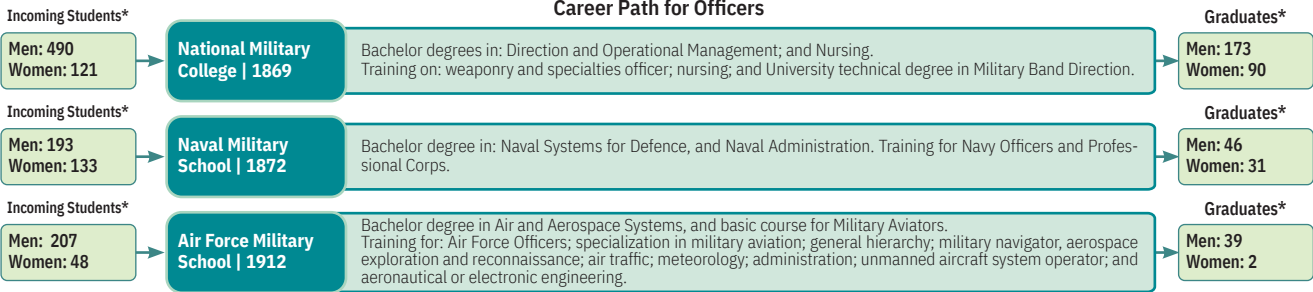 Career Path for Officers
Incoming Students*
Men: 490
Women: 121
National Military
College | 1869
Bachelor degrees in: Direction and Operational Management; and Nursing.
Training on: weaponry and specialties officer; nursing; and University technical degree in Military Band Direction.
Graduates*
Men: 173
Women: 90
Incoming Students*
Men: 193
Women: 133
Naval Military
School | 1872
Bachelor degree in: Naval Systems for Defence, and Naval Administration. Training for Navy Officers and Profes-
sional Corps.
Graduates*
Men: 46
Women: 31
Incoming Students*
Men: 207
Women: 48
Air Force Military
School | 1912
Bachelor degree in Air and Aerospace Systems, and basic course for Military Aviators.
Training for: Air Force Officers; specialization in military aviation; general hierarchy; military navigator, aerospace
exploration and reconnaissance; air traffic; meteorology; administration; unmanned aircraft system operator; and
aeronautical or electronic engineering.
Graduates*
Men: 39
Women: 2